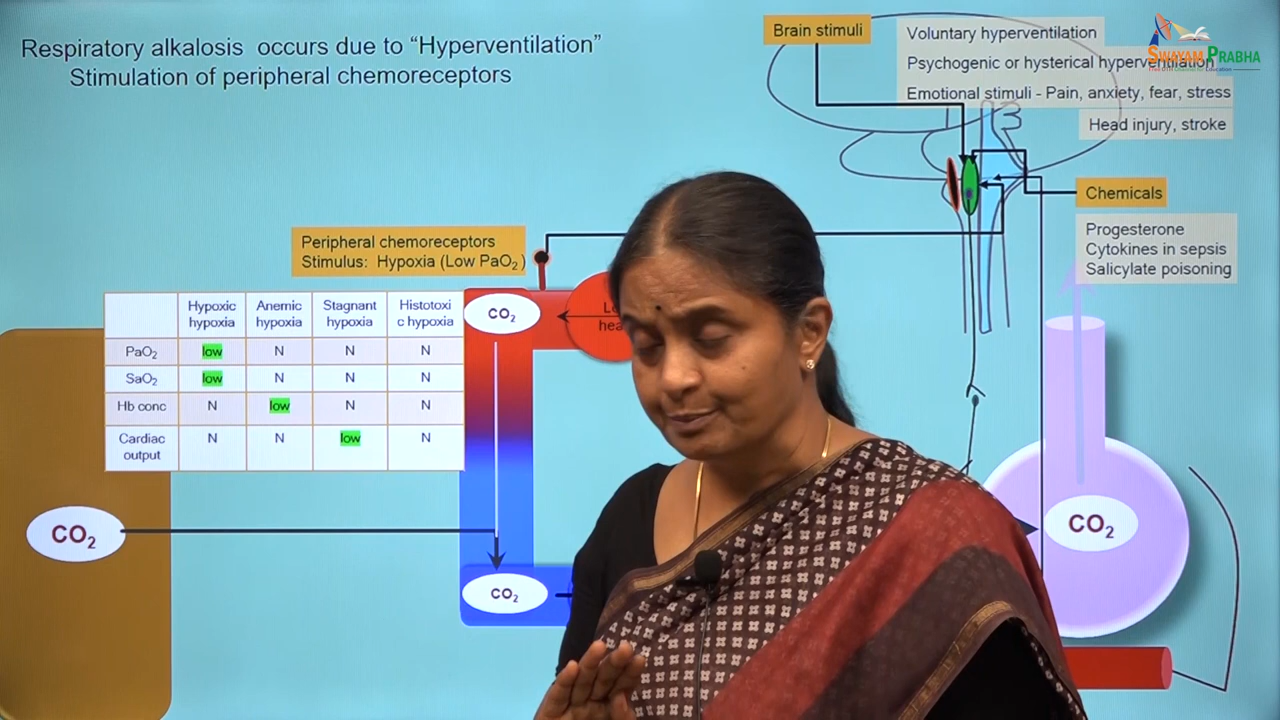 Respiratory alkalosis occurs due to “Hyperventilation”
Stimulation of peripheral chemoreceptors
Brain stimuli
Voluntary hyperventilation
Psychogenic or hysterical hyperventilation
Emotional stimuli - Pain, anxiety, fear, stress
Head injury, stroke
SWAYAM PRABHA
Chemicals
Progesterone
Cytokines in sepsis
Salicylate poisoning
Peripheral chemoreceptors
Stimulus: Hypoxia (Low PaO2)
Hypoxic hypoxia Anemic hypoxia Stagnant hypoxia Histotoxi c hypoxia
PaO2 low N N N
SaO2 low N N N
Hb conc N low N N
Cardiac output N N low N
CO2
CO2
CO2
CO2